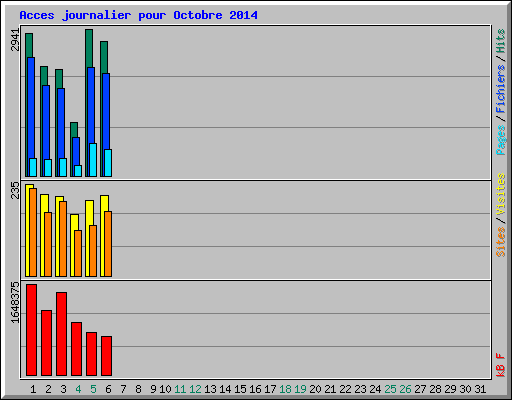 Acces journalier pour Octobre 2014
2941
235
1648375
Pages / Fichiers / Hits
Sites / Visites
kB F
1 2 3 4 5 6 7 8 9 10 11 12 13 14 15 16 17 18 19 20 21 22 23 24 25 26 27 28 29 30 31